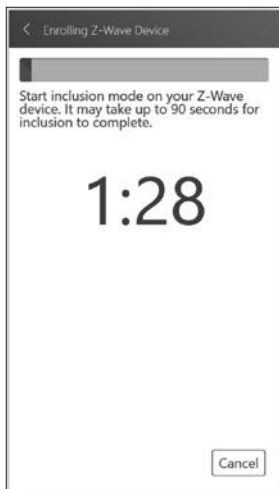 Enrolling Z-Wave Device
Start inclusion mode on your Z-Wave
device. It may take up to 90 seconds for
inclusion to complete.
1:28
Cancel